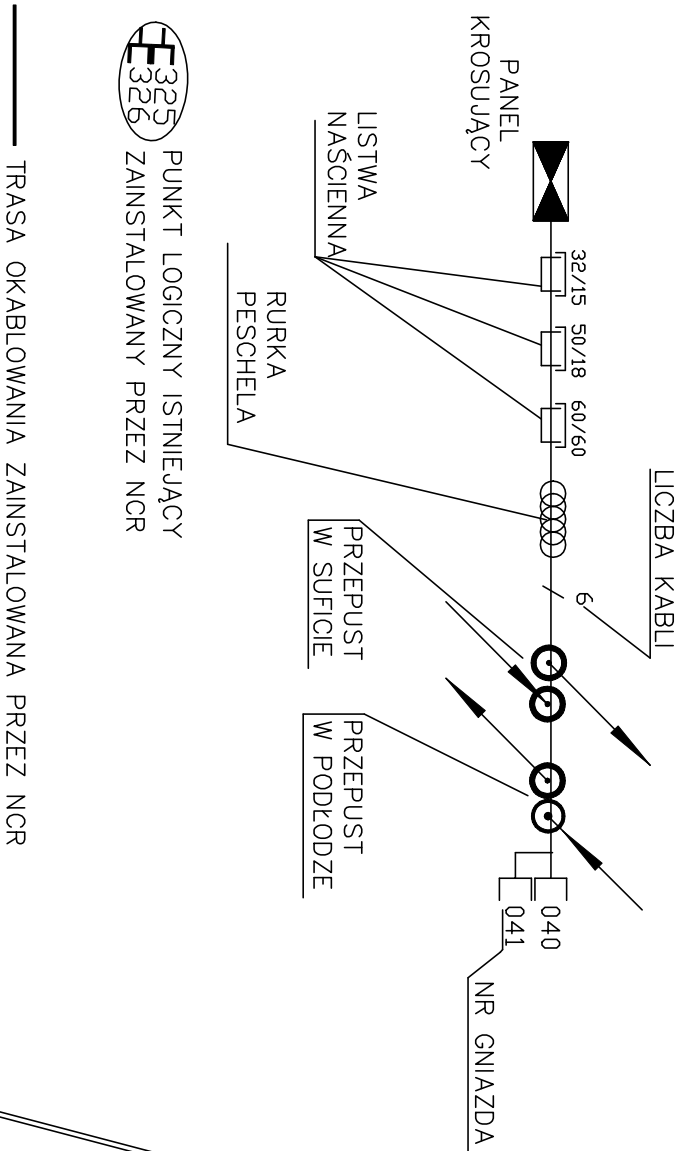 LICZBA KABLI
6
32/15
50/18
60/60
PANEL
KROSUJĄCY
LISTWA
NAŚCIENNA
RURKA
PESCHELA
PRZEPUST
W SUFICIE
PRZEPUST
W PODŁODZE
040
041
NR GNIAZDA
325
326
PUNKT LOGICZNY ISTNIEJĄCY
ZAINSTALOWANY PRZEZ NCR
TRASA OKABLOWANIA ZAINSTALOWANA PRZEZ NCR